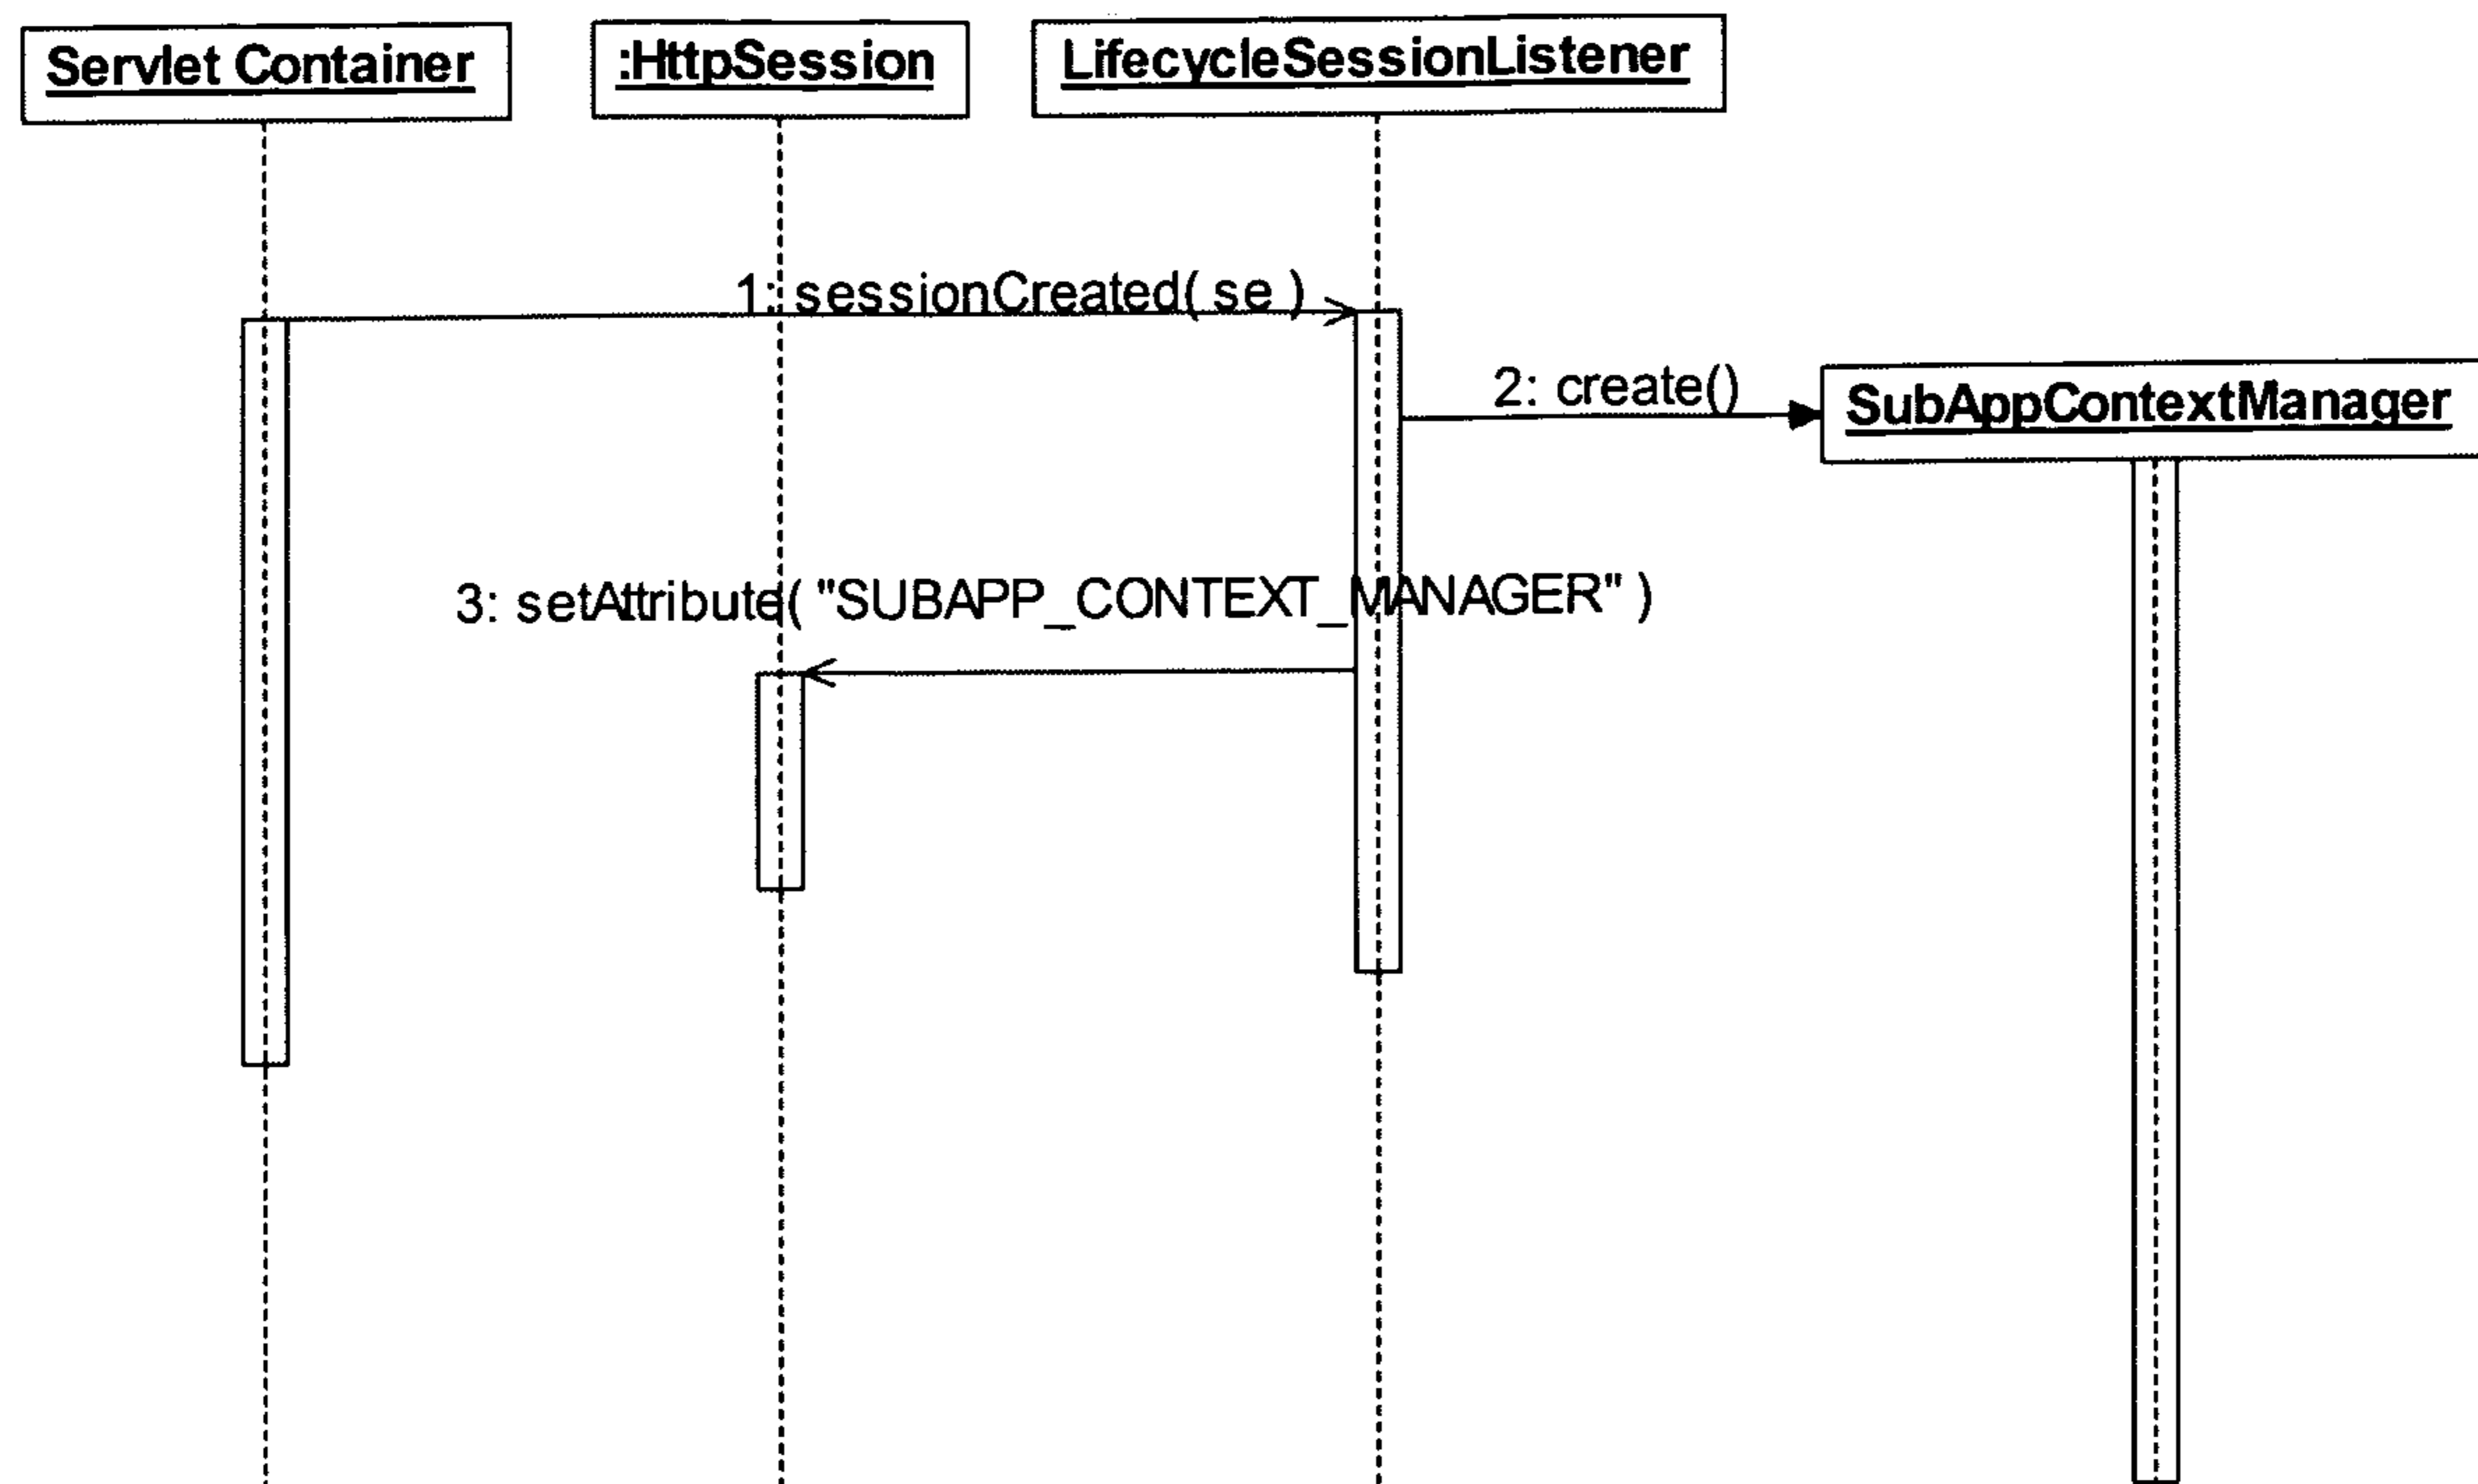 Servlet Container
:HttpSession
LifecycleSessionListener
1: sessionCreated( se )
2: create()
SubAppContextManager
3: setAttribute( "SUBAPP_CONTEXT_MANAGER" )